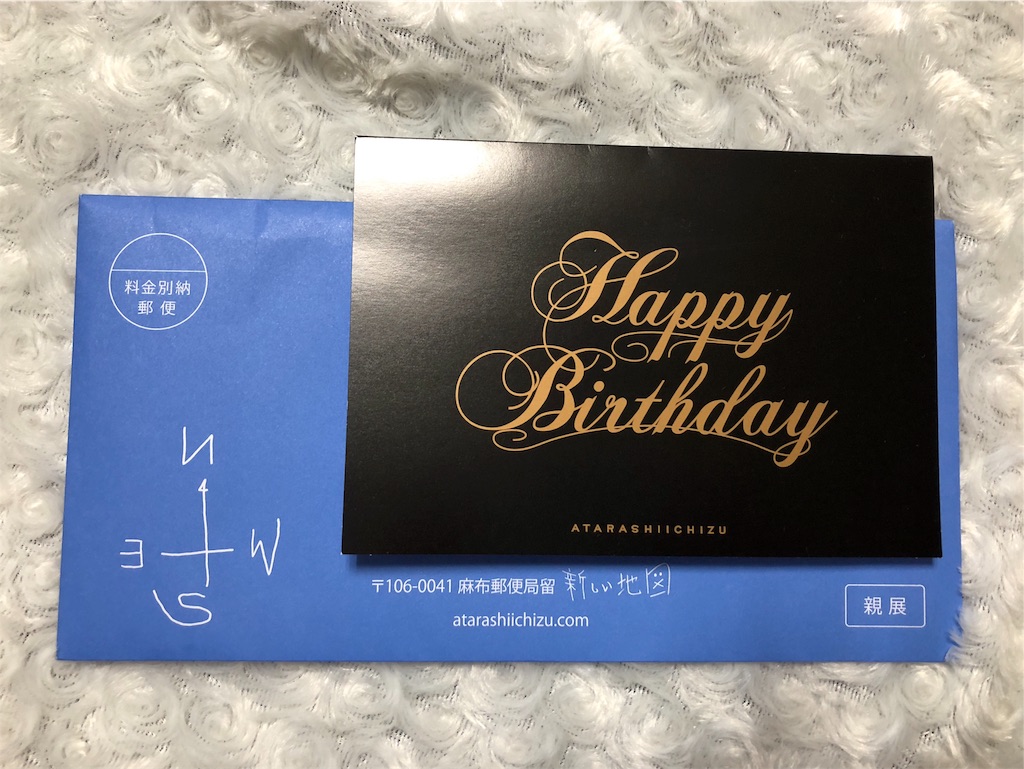 料金別納
郵便
Happy
Birthday
ATARASHIICHIZU
N
E W
S
〒106-0041 麻布郵便局留 新しい地図
atarashiichizu.com
親展